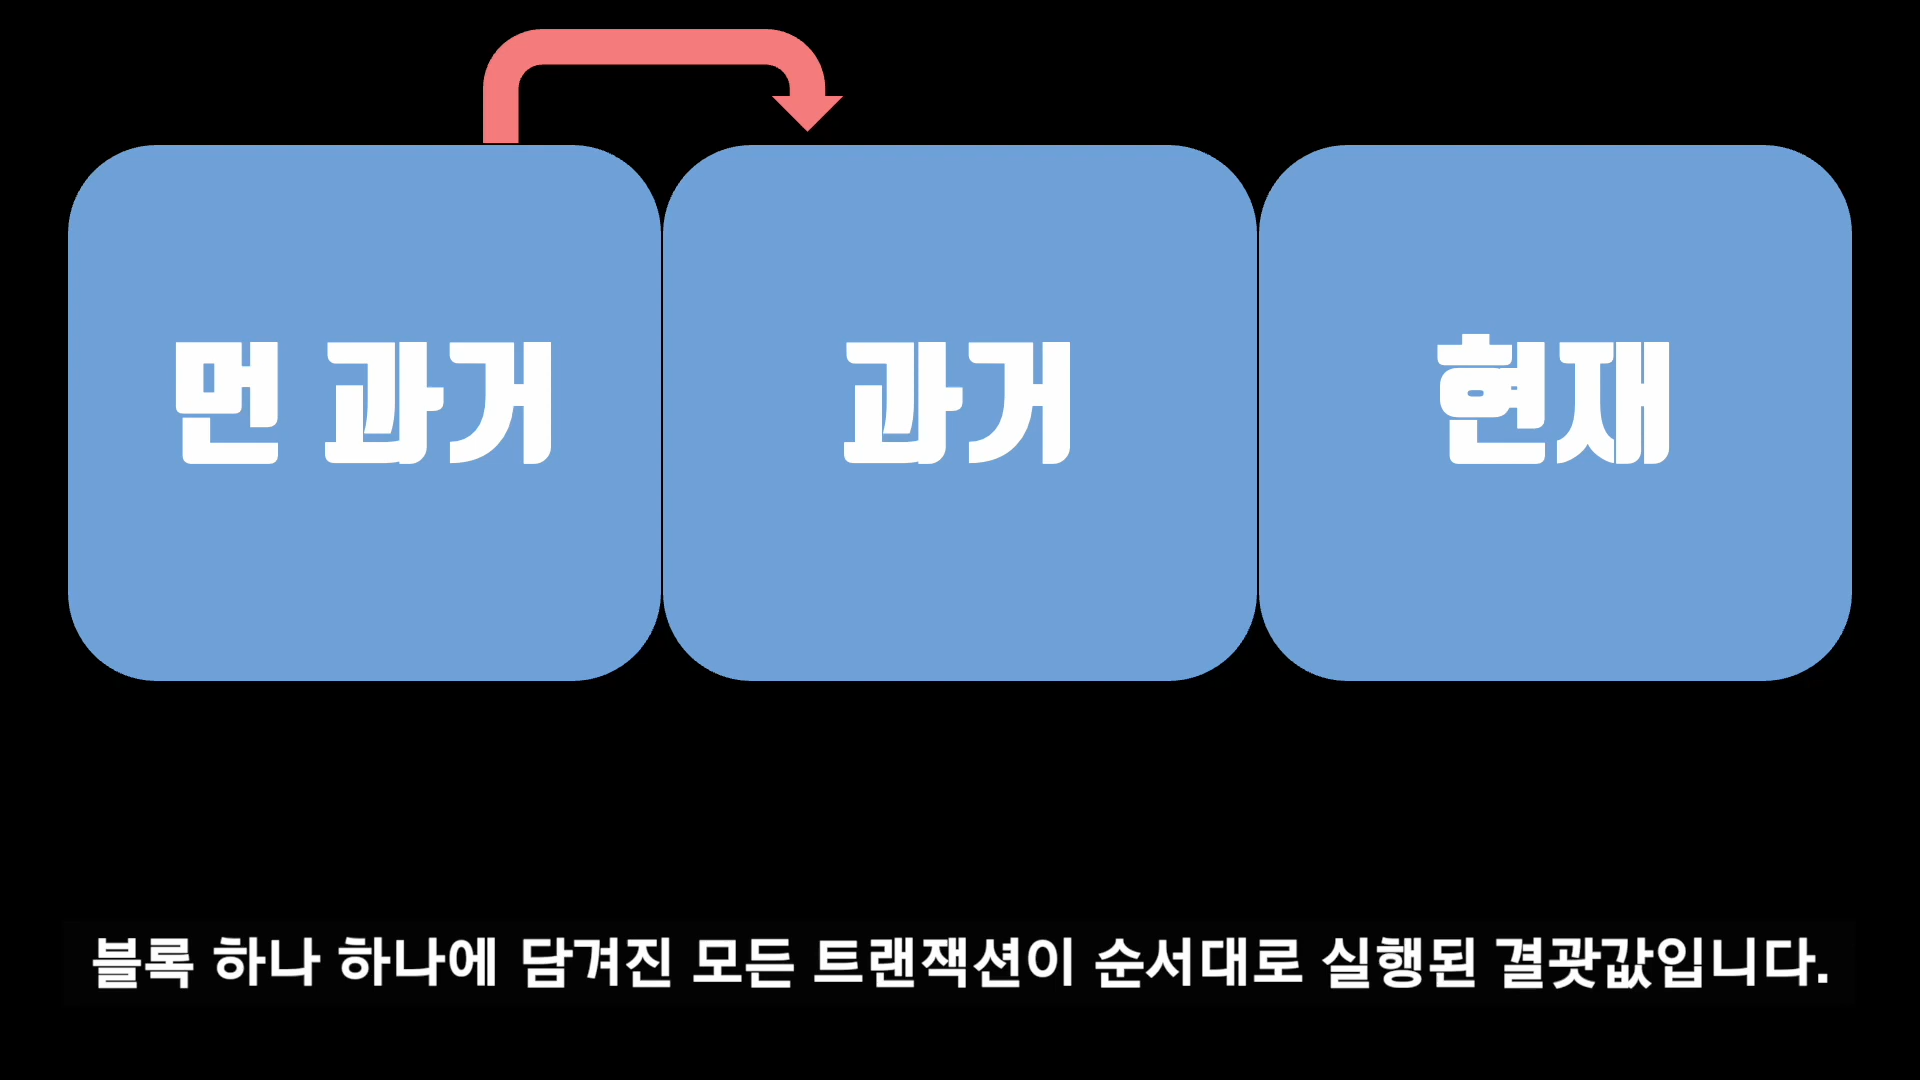 먼 과거
과거
현재
블록 하나 하나에 담겨진 모든 트랜잭션이 순서대로 실행된 결괏값입니다.